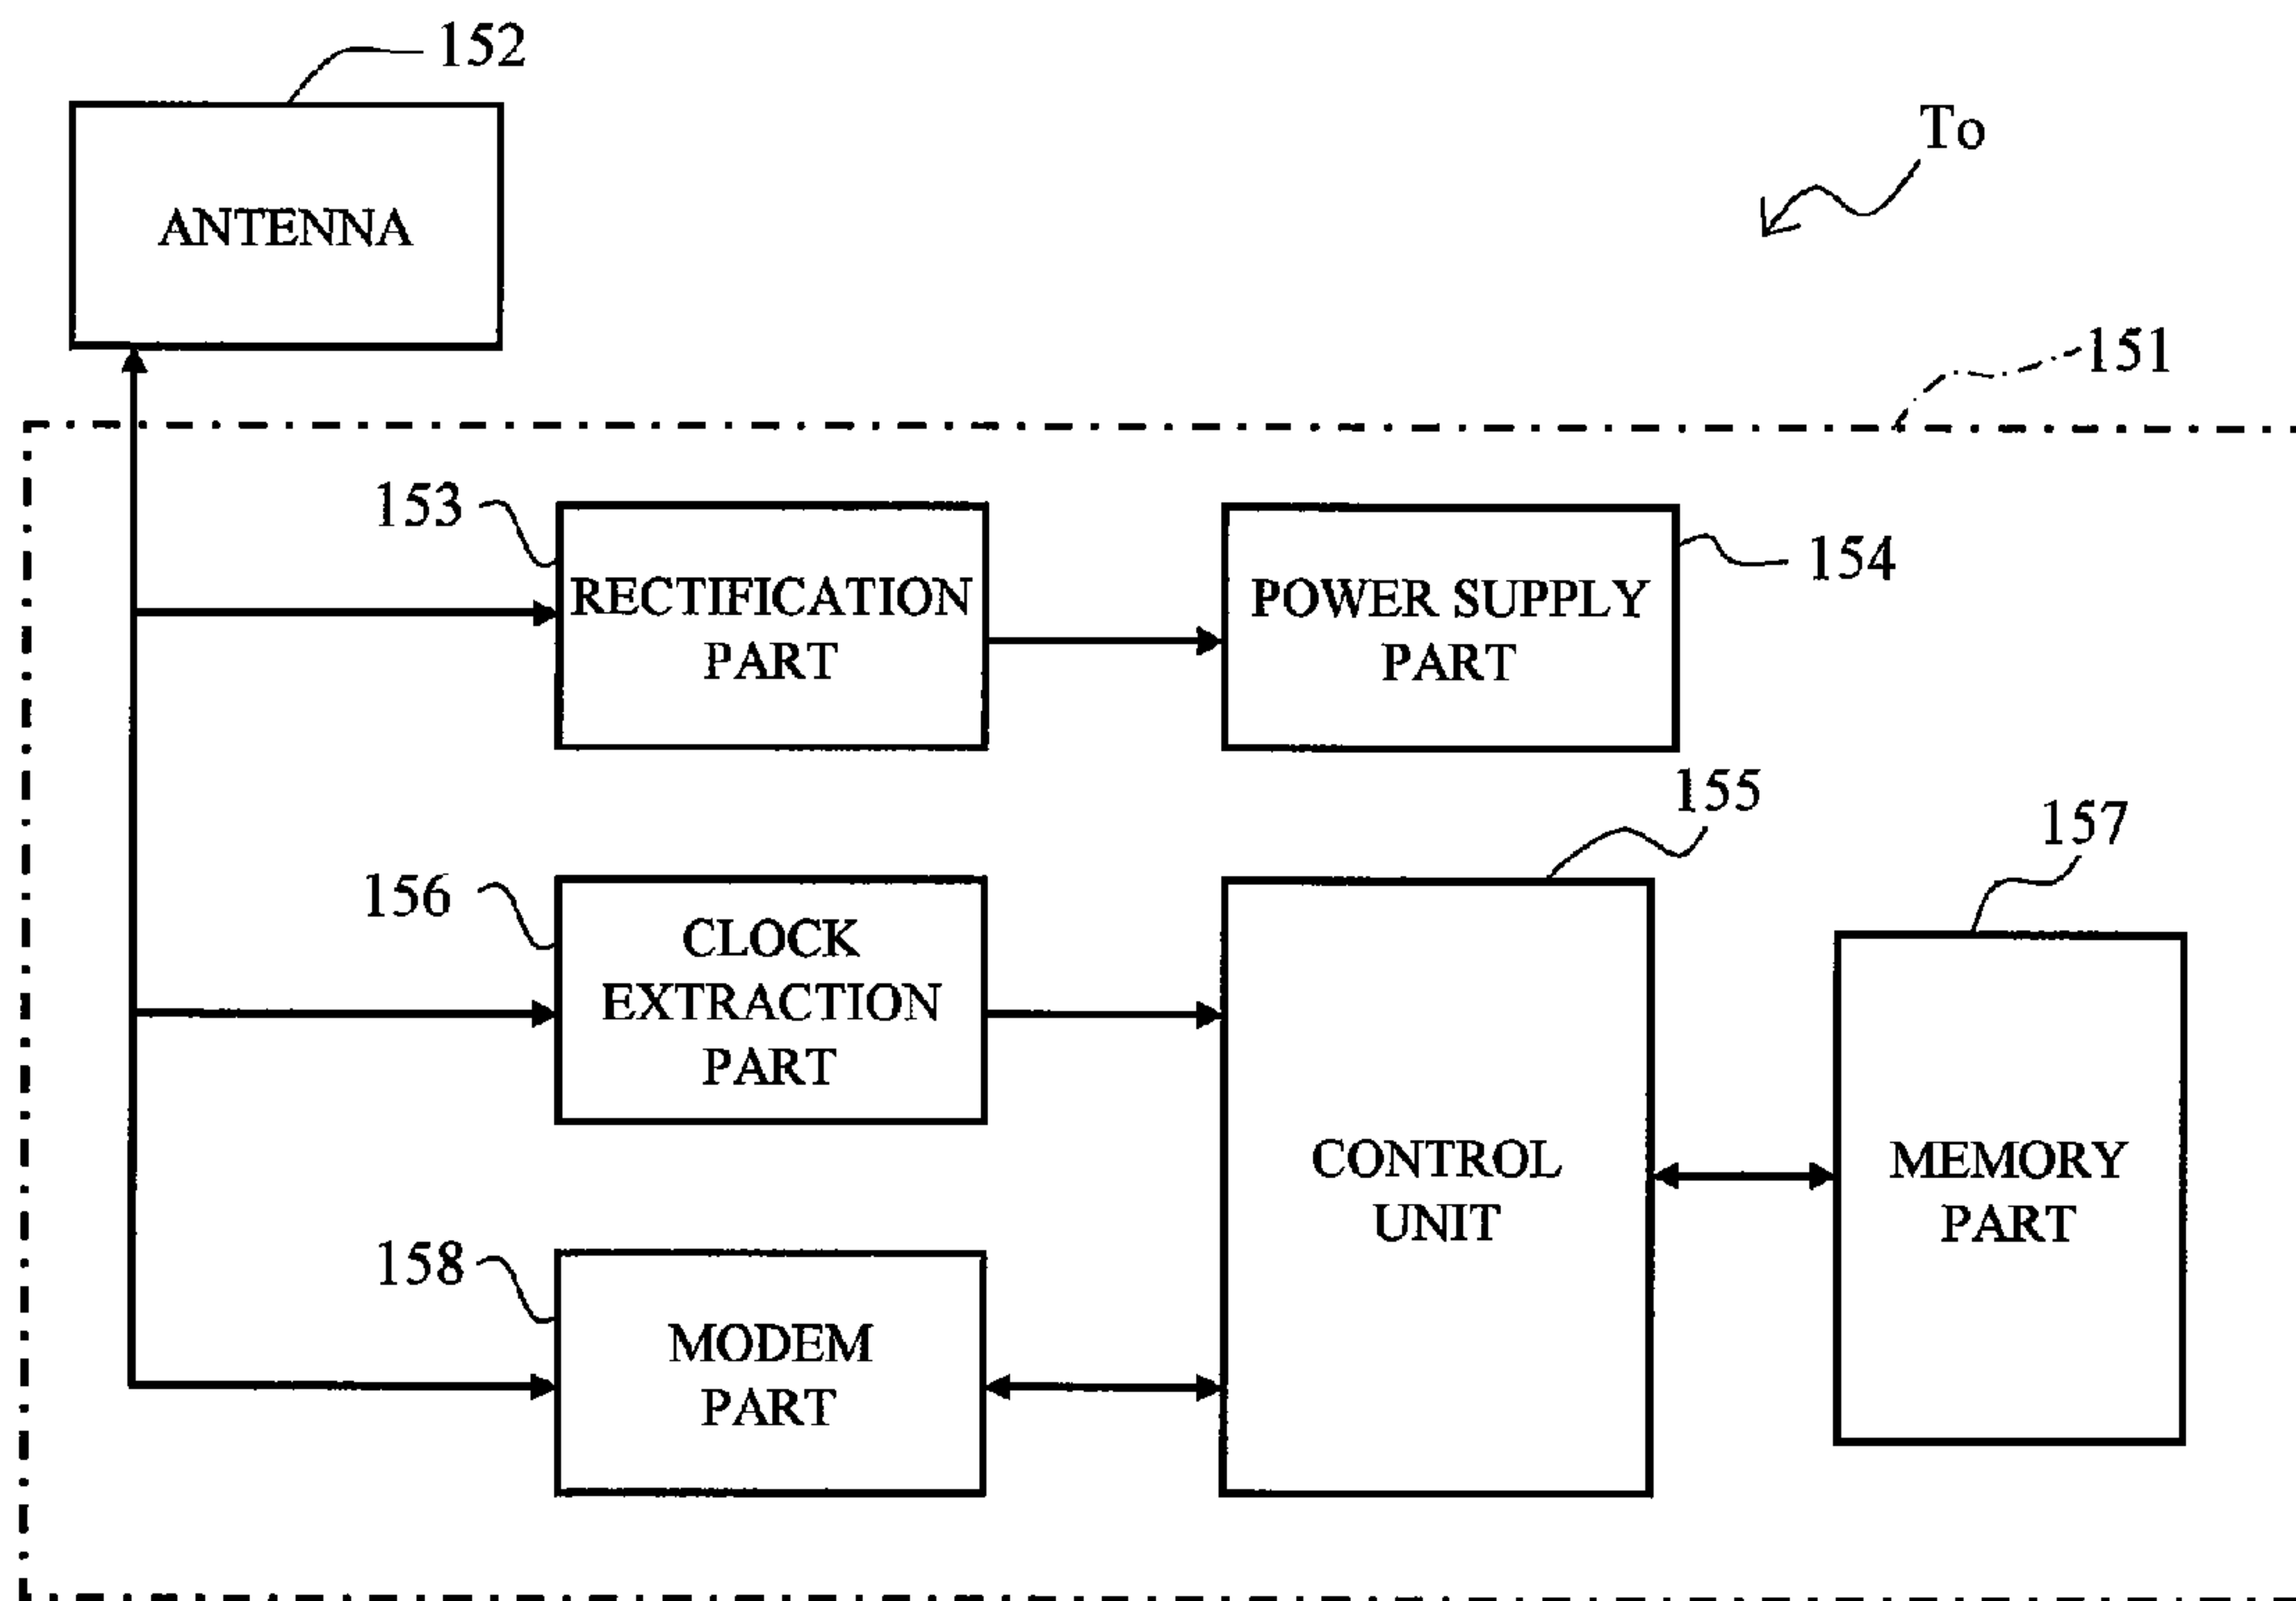 152
ANTENNA
To
151
153
RECTIFICATION
PART
POWER SUPPLY
PART
154
155
157
156
CLOCK
EXTRACTION
PART
CONTROL
UNIT
MEMORY
PART
158
MODEM
PART